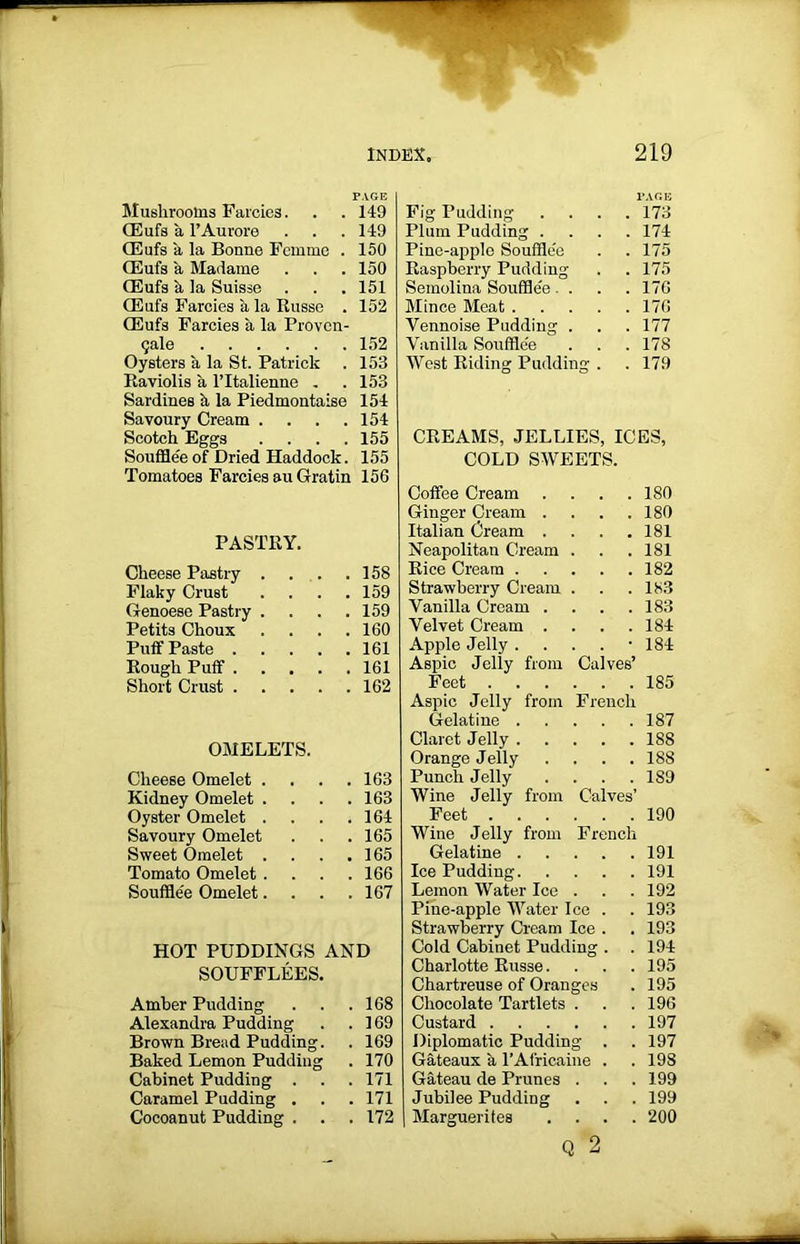 INDEX. 219
PAGE
Mushrooms Farcies. . . 149
Œufs à l'Aurore . . . 149
Œufs à la Bonne Femme . 150
Œufs à Madame . . . 150
Œufs à la Suisse . . . 151
Œufs Farcies à la Russe . 152
Œufs Farcies à la Proven-
çale . . . . . . 152
Oysters à la St. Patrick . 153
Raviolis à l'Italienne . . 153
Sardines à la Piedmontaise 154
Savoury Cream . . . . 154
Scotch Eggs . . . . 155
Soufflée of Dried Haddock. 155
Tomatoes Farcies au Gratin 156
PASTRY.
Cheese Pastry . . . . 158
Flaky Crust . . . . 159
Genoese Pastry . . . . 159
Petits Choux . . . . 160
Puff Paste . . . . . 161
Rough Puff . . . . . 161
Short Crust . . . . . 162
OMELETS.
Cheese Omelet . . . . 163
Kidney Omelet . . . . 163
Oyster Omelet . . . . 164
Savoury Omelet . . . 165
Sweet Omelet . . . . 165
Tomato Omelet . . . . 166
Soufflée Omelet. . . . 167
HOT PUDDINGS AND
SOUFFLÉES.
Amber Pudding . . . 168
Alexandra Pudding . . 169
Brown Bread Pudding. . 169
Baked Lemon Pudding . 170
Cabinet Pudding . . . 171
Caramel Pudding . . . 171
Cocoanut Pudding . . . 172
PAGE
Fig Pudding . . . . 173
Plum Pudding . . . . 174
Pine-apple Soufflée . . 175
Raspberry Pudding . . 175
Semolina Soufflée . . . . 176
Mince Meat . . . . . 176
Vennoise Pudding . . . 177
Vanilla Soufflée . . . 178
West Riding Pudding . . 179
CREAMS, JELLIES, ICES,
COLD SWEETS.
Coffee Cream . . . . 180
Ginger Cream . . . . 180
Italian Cream . . . . 181
Neapolitan Cream . . . 181
Rice Cream . . . . . 182
Strawberry Cream . . . 183
Vanilla Cream . . . . 183
Velvet Cream . . . . 184
Apple Jelly . . . . . 184
Aspic Jelly from Calves'
Feet . . . . . . 185
Aspic Jelly from French
Gelatine . . . . . 187
Claret Jelly . . . . . 188
Orange Jelly . . . . 188
Punch Jelly . . . . 189
Wine Jelly from Calves'
Feet . . . . . . 190
Wine Jelly from French
Gelatine . . . . . 191
Ice Pudding. . . . . 191
Lemon Water Ice . . . 192
Pine-apple Water Ice . . 193
Strawberry Cream Ice . . 193
Cold Cabinet Pudding . . 194
Charlotte Russe. . . . 195
Chartreuse of Oranges . 195
Chocolate Tartlets . . . 196
Custard . . . . . . 197
Diplomatic Pudding . . 197
Gâteaux à l'Africaine . . 198
Gâteau de Prunes . . . 199
Jubilee Pudding . . . 199
Marguerites . . . . 200
Q 2